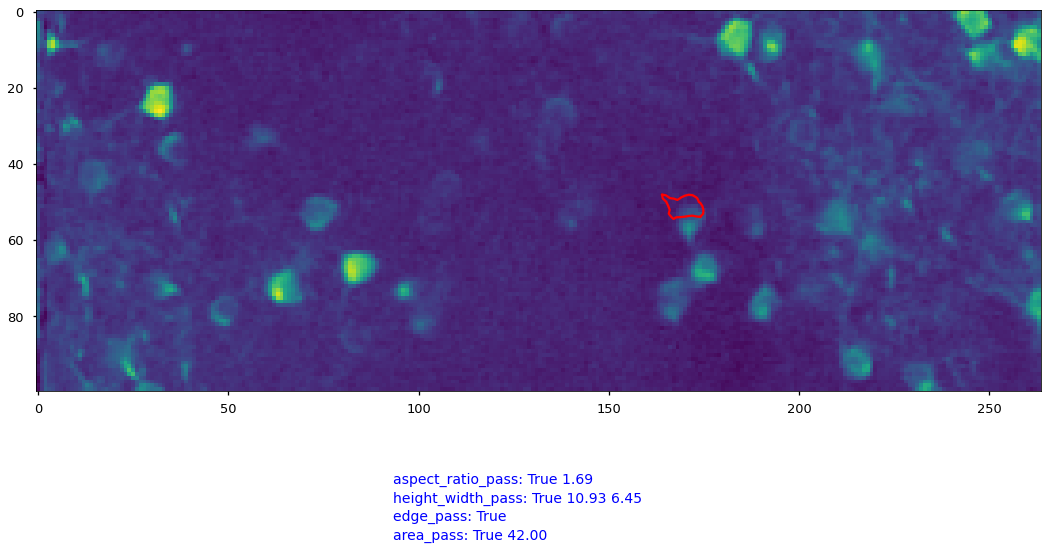 0
20
40
60
80
0 50 100 150 200 250
aspect_ratio_pass: True 1.69
height_width_pass: True 10.93 6.45
edge_pass: True
area_pass: True 42.00